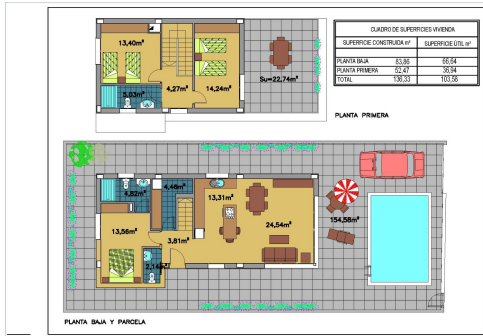 CUADRO DE SUPERFICIES VIVIENDA
SUPERFICIE CONSTRUIDA m² SUPERFICIE ÚTIL m²
PLANTA BAJA 83,86 66,64
PLANTA PRIMERA 52,47 36,94
TOTAL 136,33 103,58
13,40m²
5,03m²
4,27m²
14,24m²
Su=22,74m²
PLANTA PRIMERA
4,82m²
4,46m²
13,31m²
24,54m²
154,58m²
13,56m²
3,81m²
2,14m²
PLANTA BAJA Y PARCELA